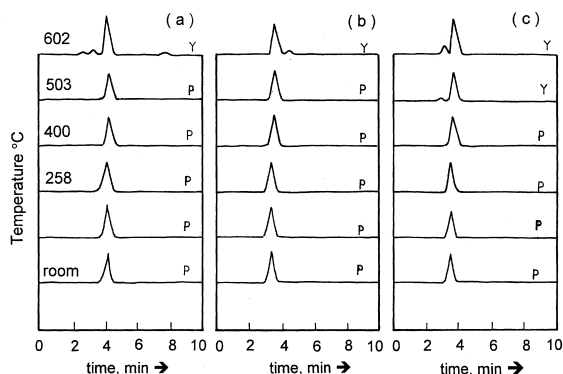 (a) (b) (c)
602 Y Y Y
503 P P Y
400 P P P
258 P P P
P P P
room P P P
Temperature °C
0 2 4 6 8 10 0 2 4 6 8 10 0 2 4 6 8 10
time, min → time, min → time, min →